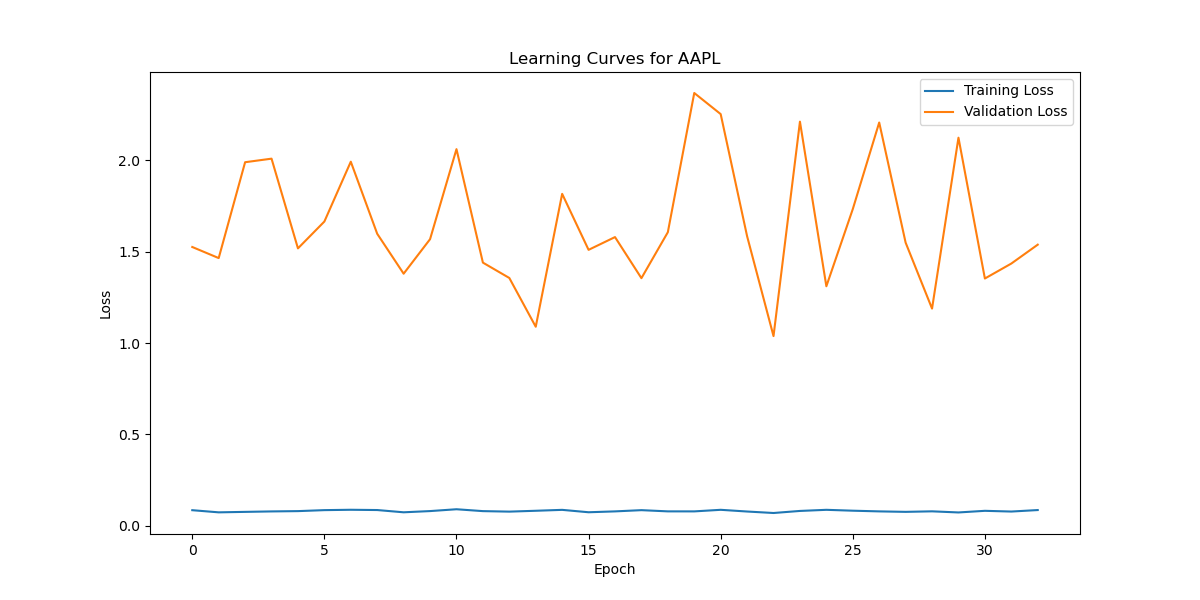 Learning Curves for AAPL
Training Loss
Validation Loss
2.0
1.5
1.0
0.5
0.0
Loss
0 5 10 15 20 25 30
Epoch